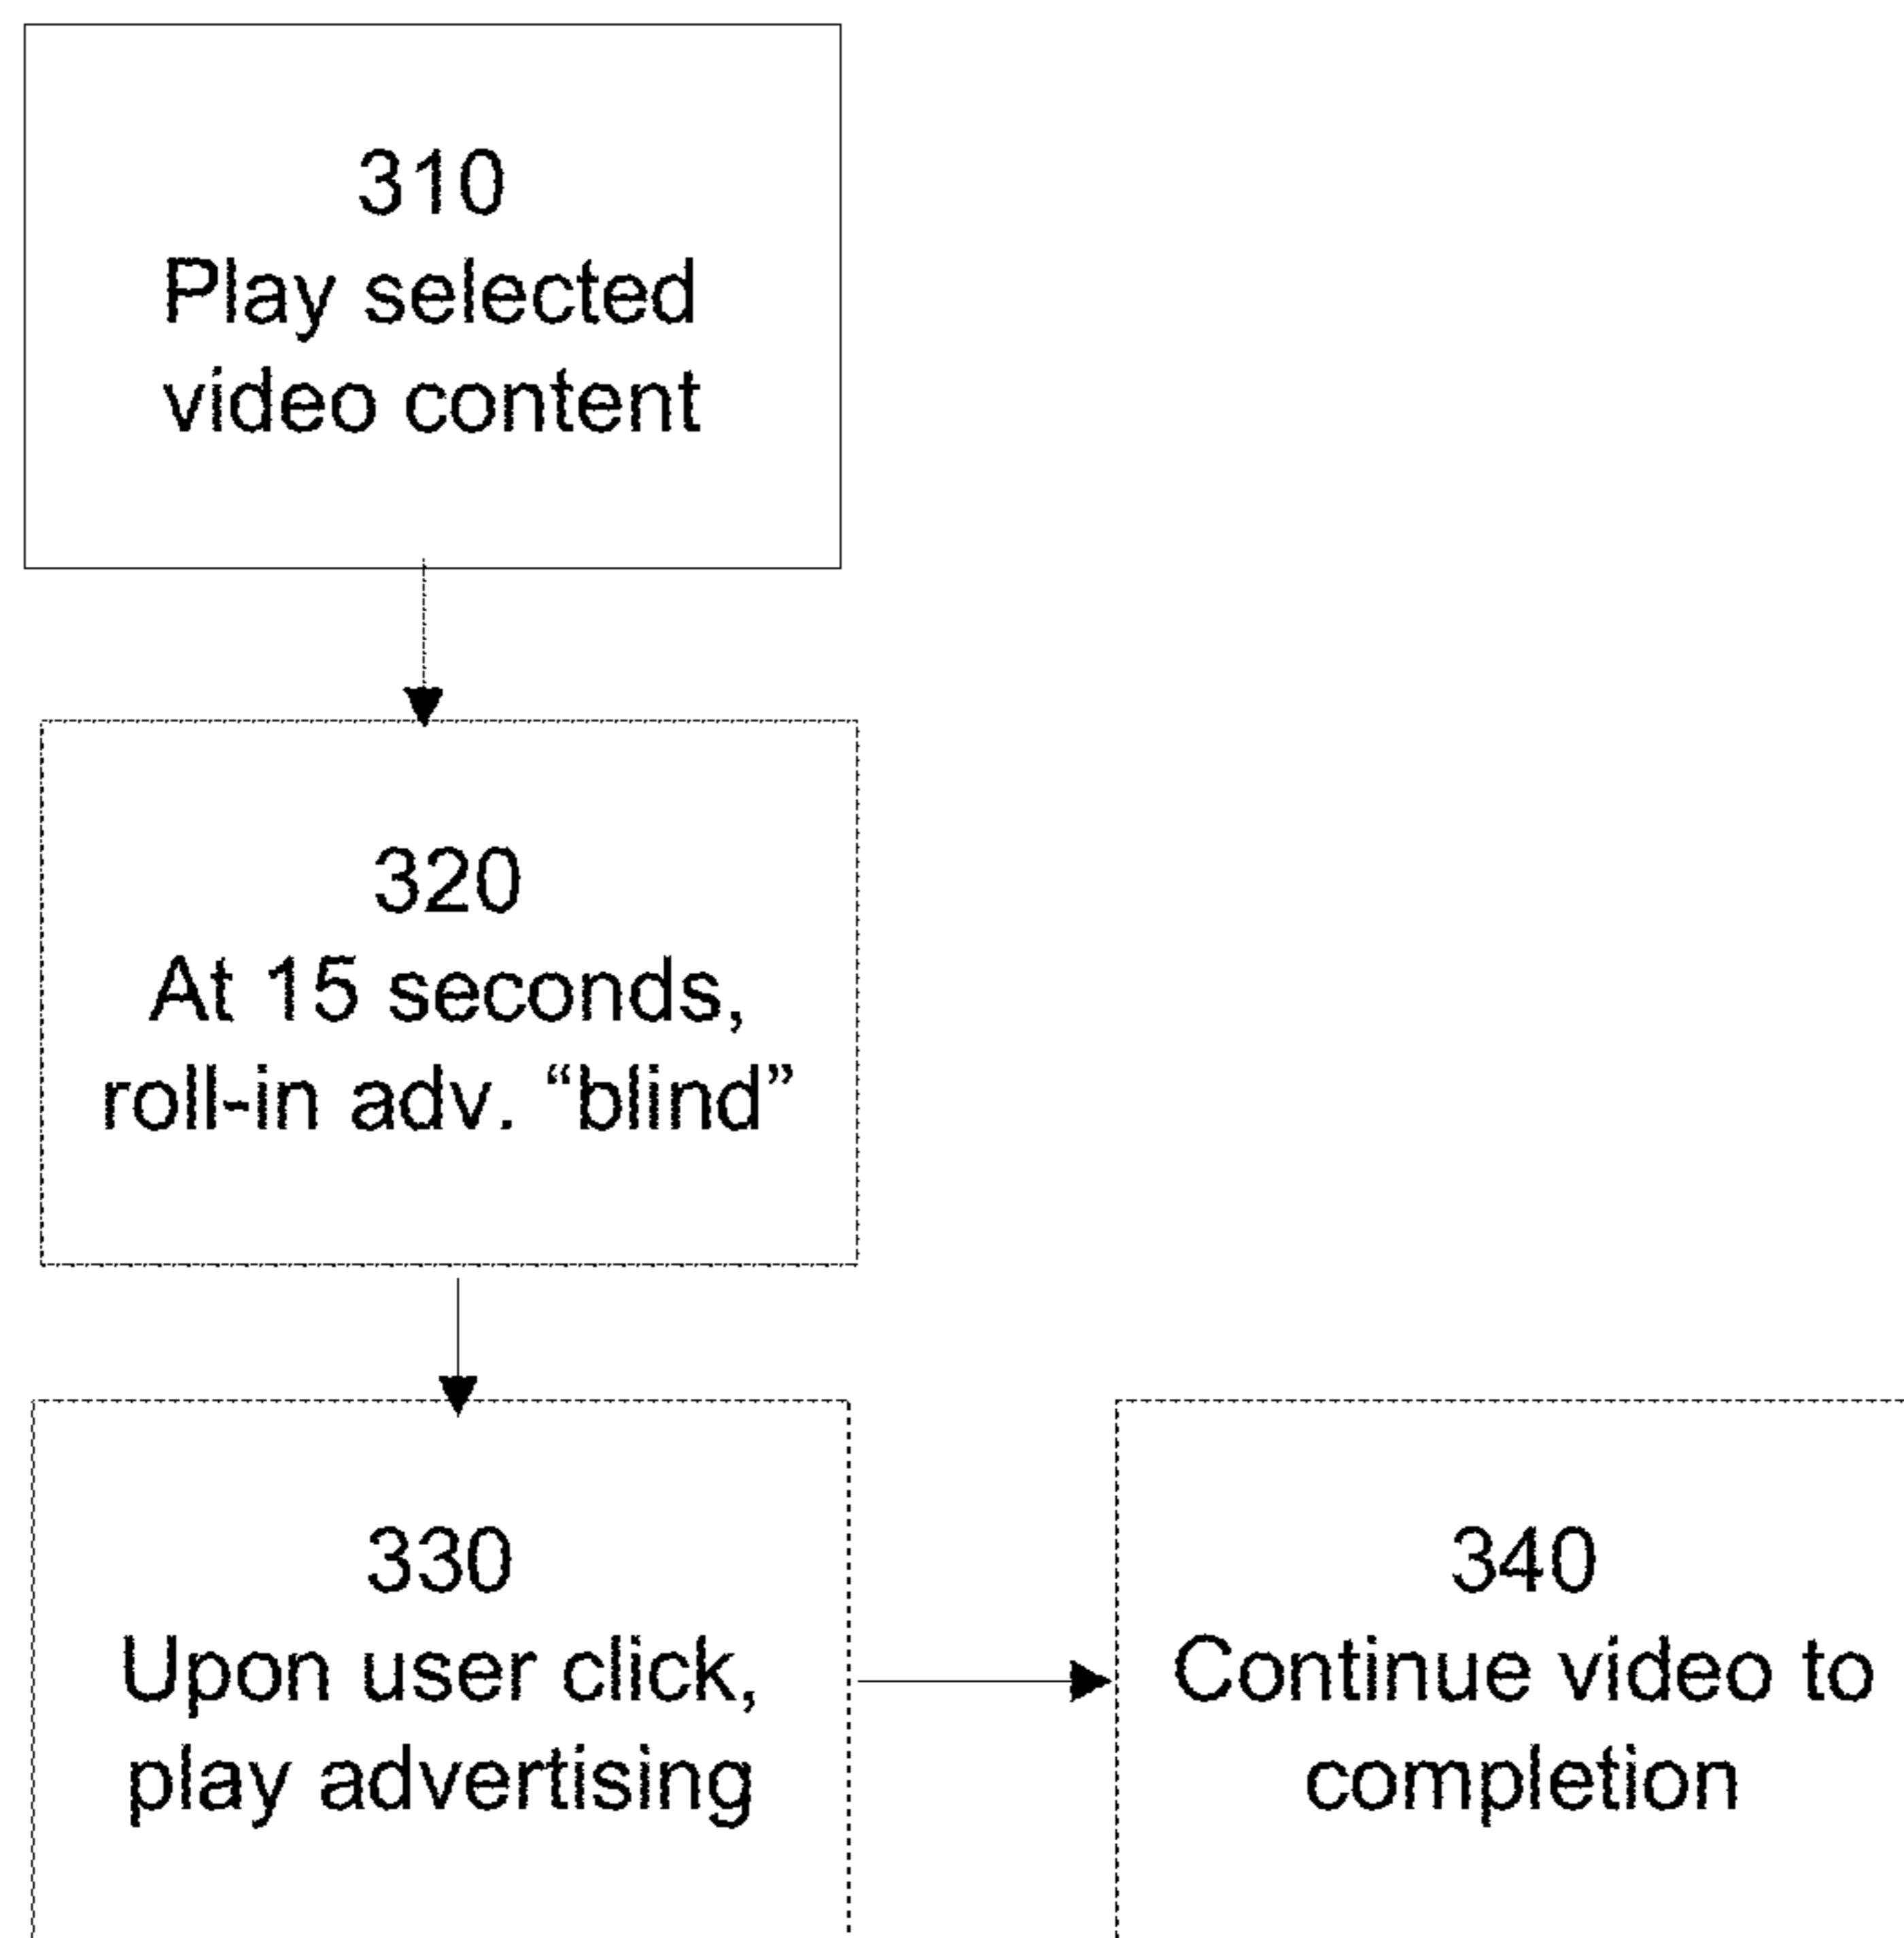 310
Play selected
video content
320
At 15 seconds,
roll-in adv. “blind”
330
Upon user click,
play advertising
340
Continue video to
completion